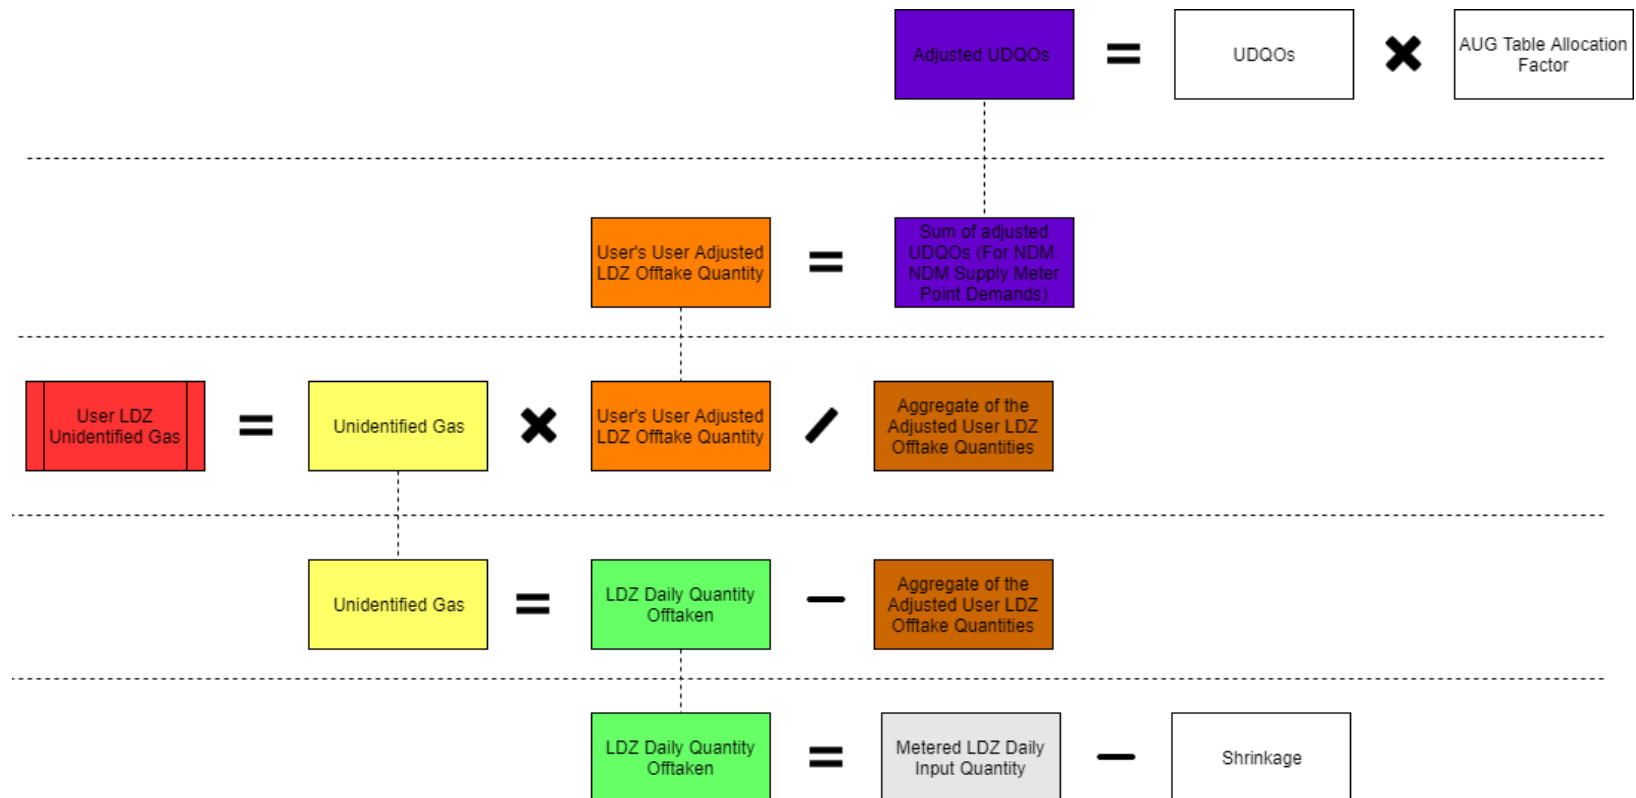 Adjusted UDQOs
=
UDQOs
×
AUG Table Allocation
Factor
User's User Adjusted
LDZ Offtake Quantity
=
Sum of adjusted
UDQOs (For NDM:
NDM Supply Meter
Point Demands)
User LDZ
Unidentified Gas
=
Unidentified Gas
×
User's User Adjusted
LDZ Offtake Quantity
/
Aggregate of the
Adjusted User LDZ
Offtake Quantities
Unidentified Gas
=
LDZ Daily Quantity
Offtaken
−
Aggregate of the
Adjusted User LDZ
Offtake Quantities
LDZ Daily Quantity
Offtaken
=
Metered LDZ Daily
Input Quantity
−
Shrinkage